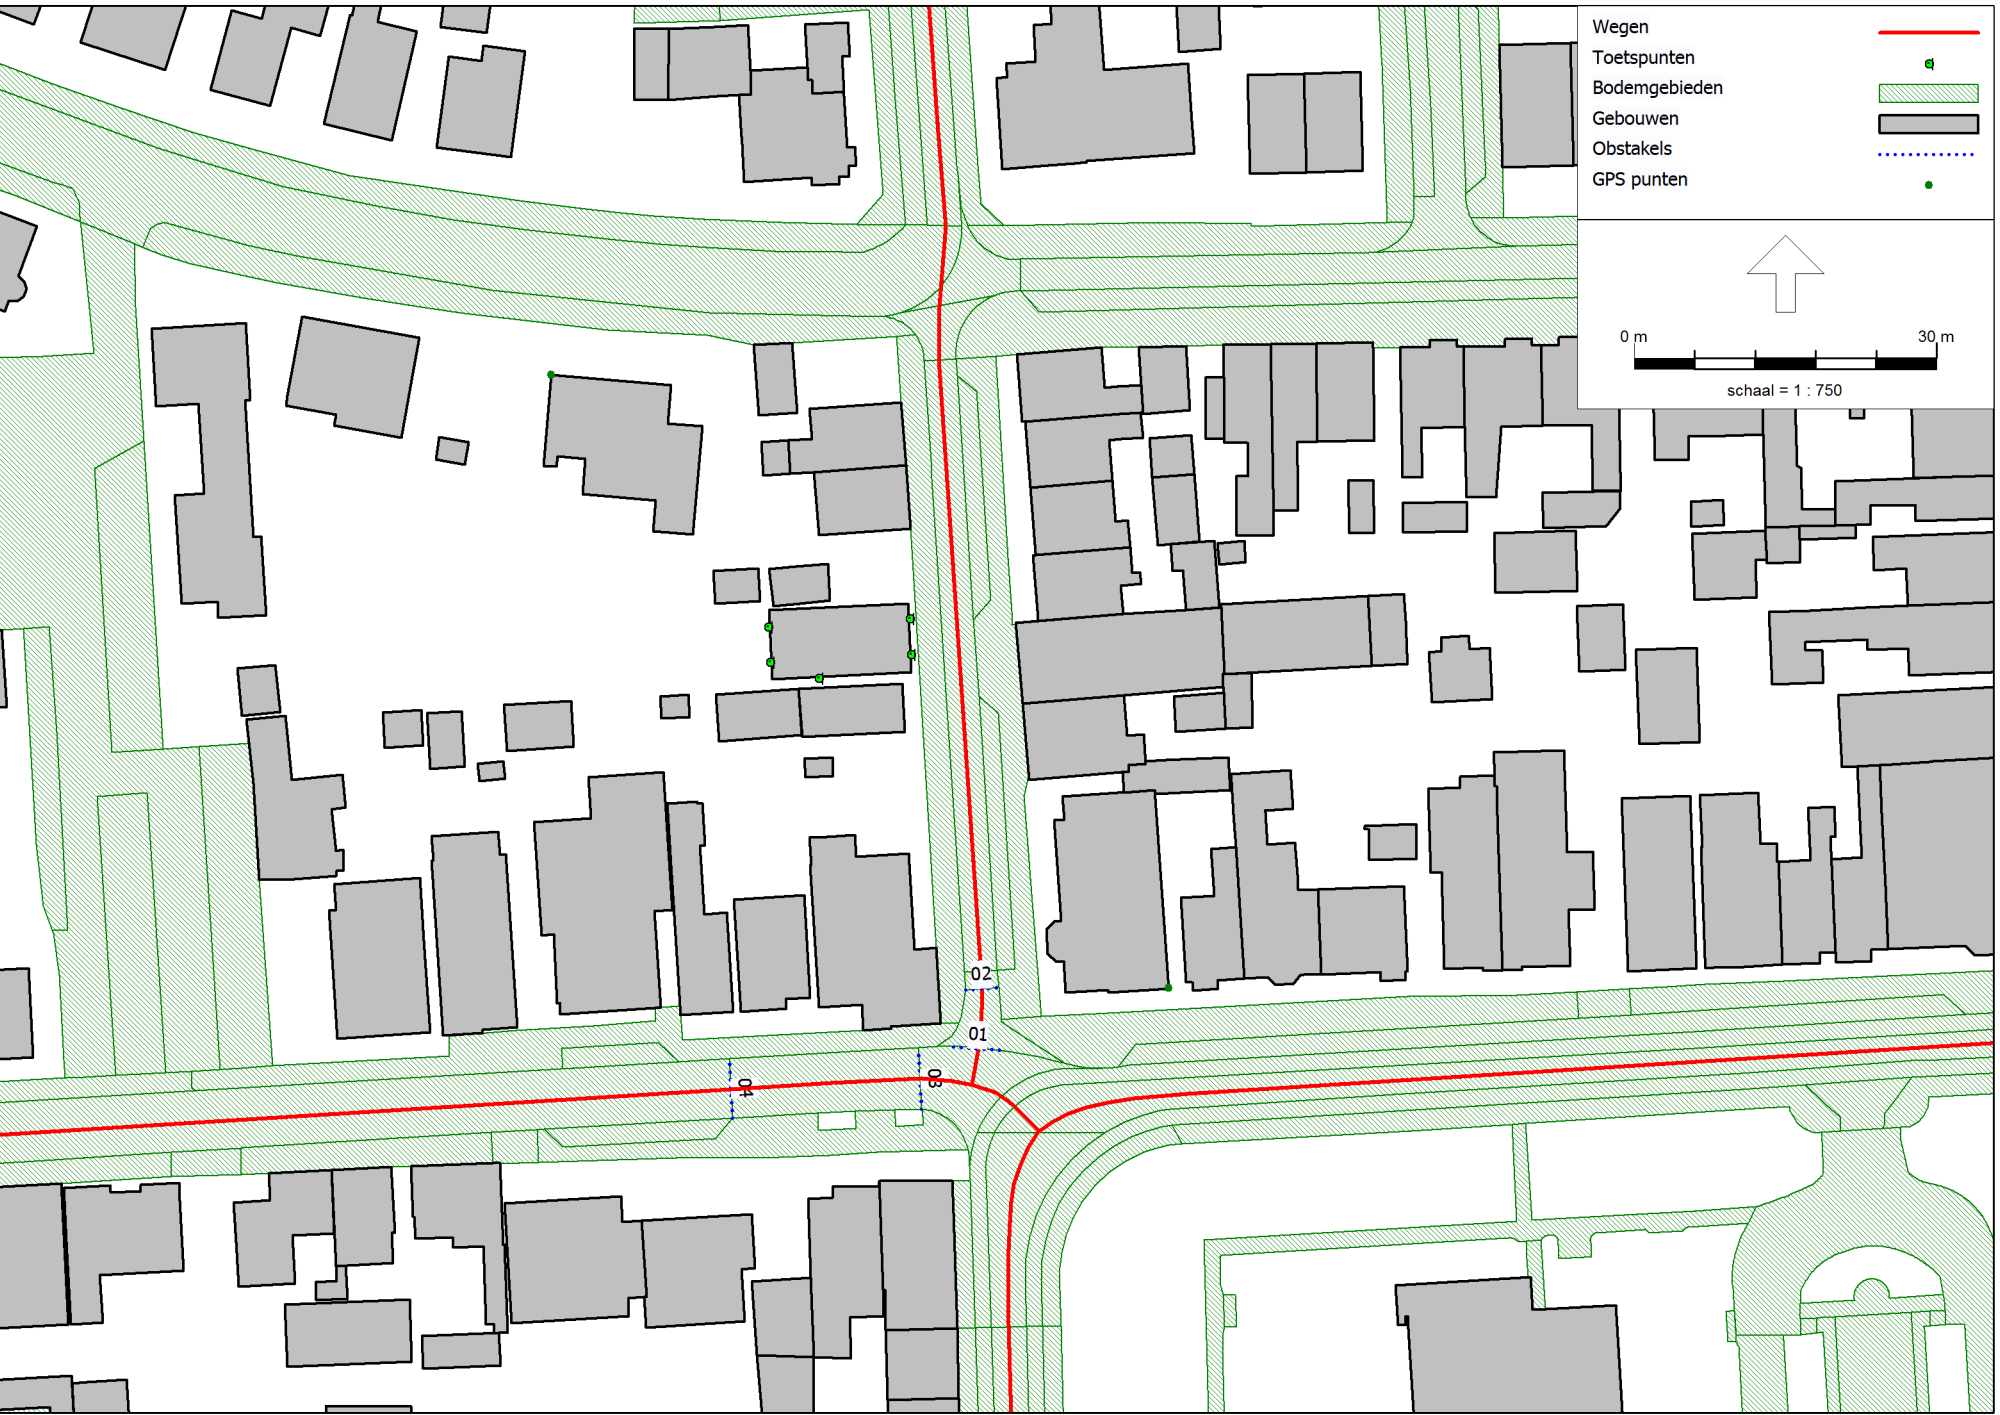 Wegen
Toetspunten
Bodemgebieden
Gebouwen
Obstakels
GPS punten
0 m 30 m
schaal = 1 : 750
02
01
03
04